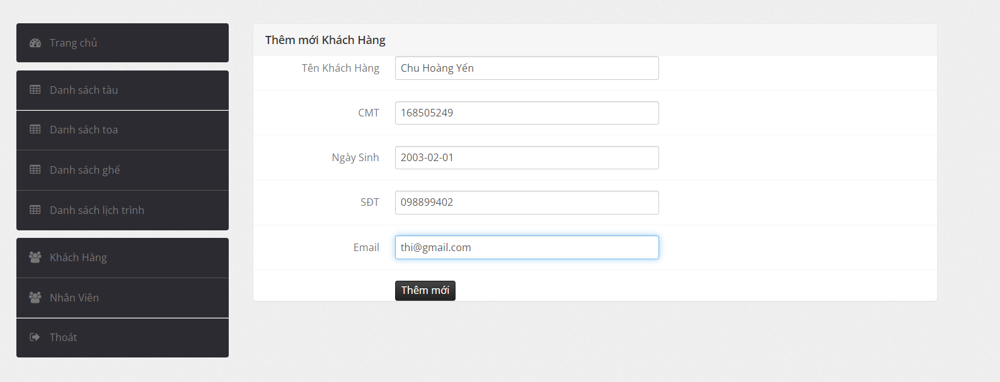 Trang chủ
Danh sách tàu
Danh sách toa
Danh sách ghế
Danh sách lịch trình
Khách Hàng
Nhân Viên
Thoát
Thêm mới Khách Hàng
Tên Khách Hàng Chu Hoàng Yến
CMT 168505249
Ngày Sinh 2003-02-01
SĐT 098899402
Email thi@gmail.com
Thêm mới